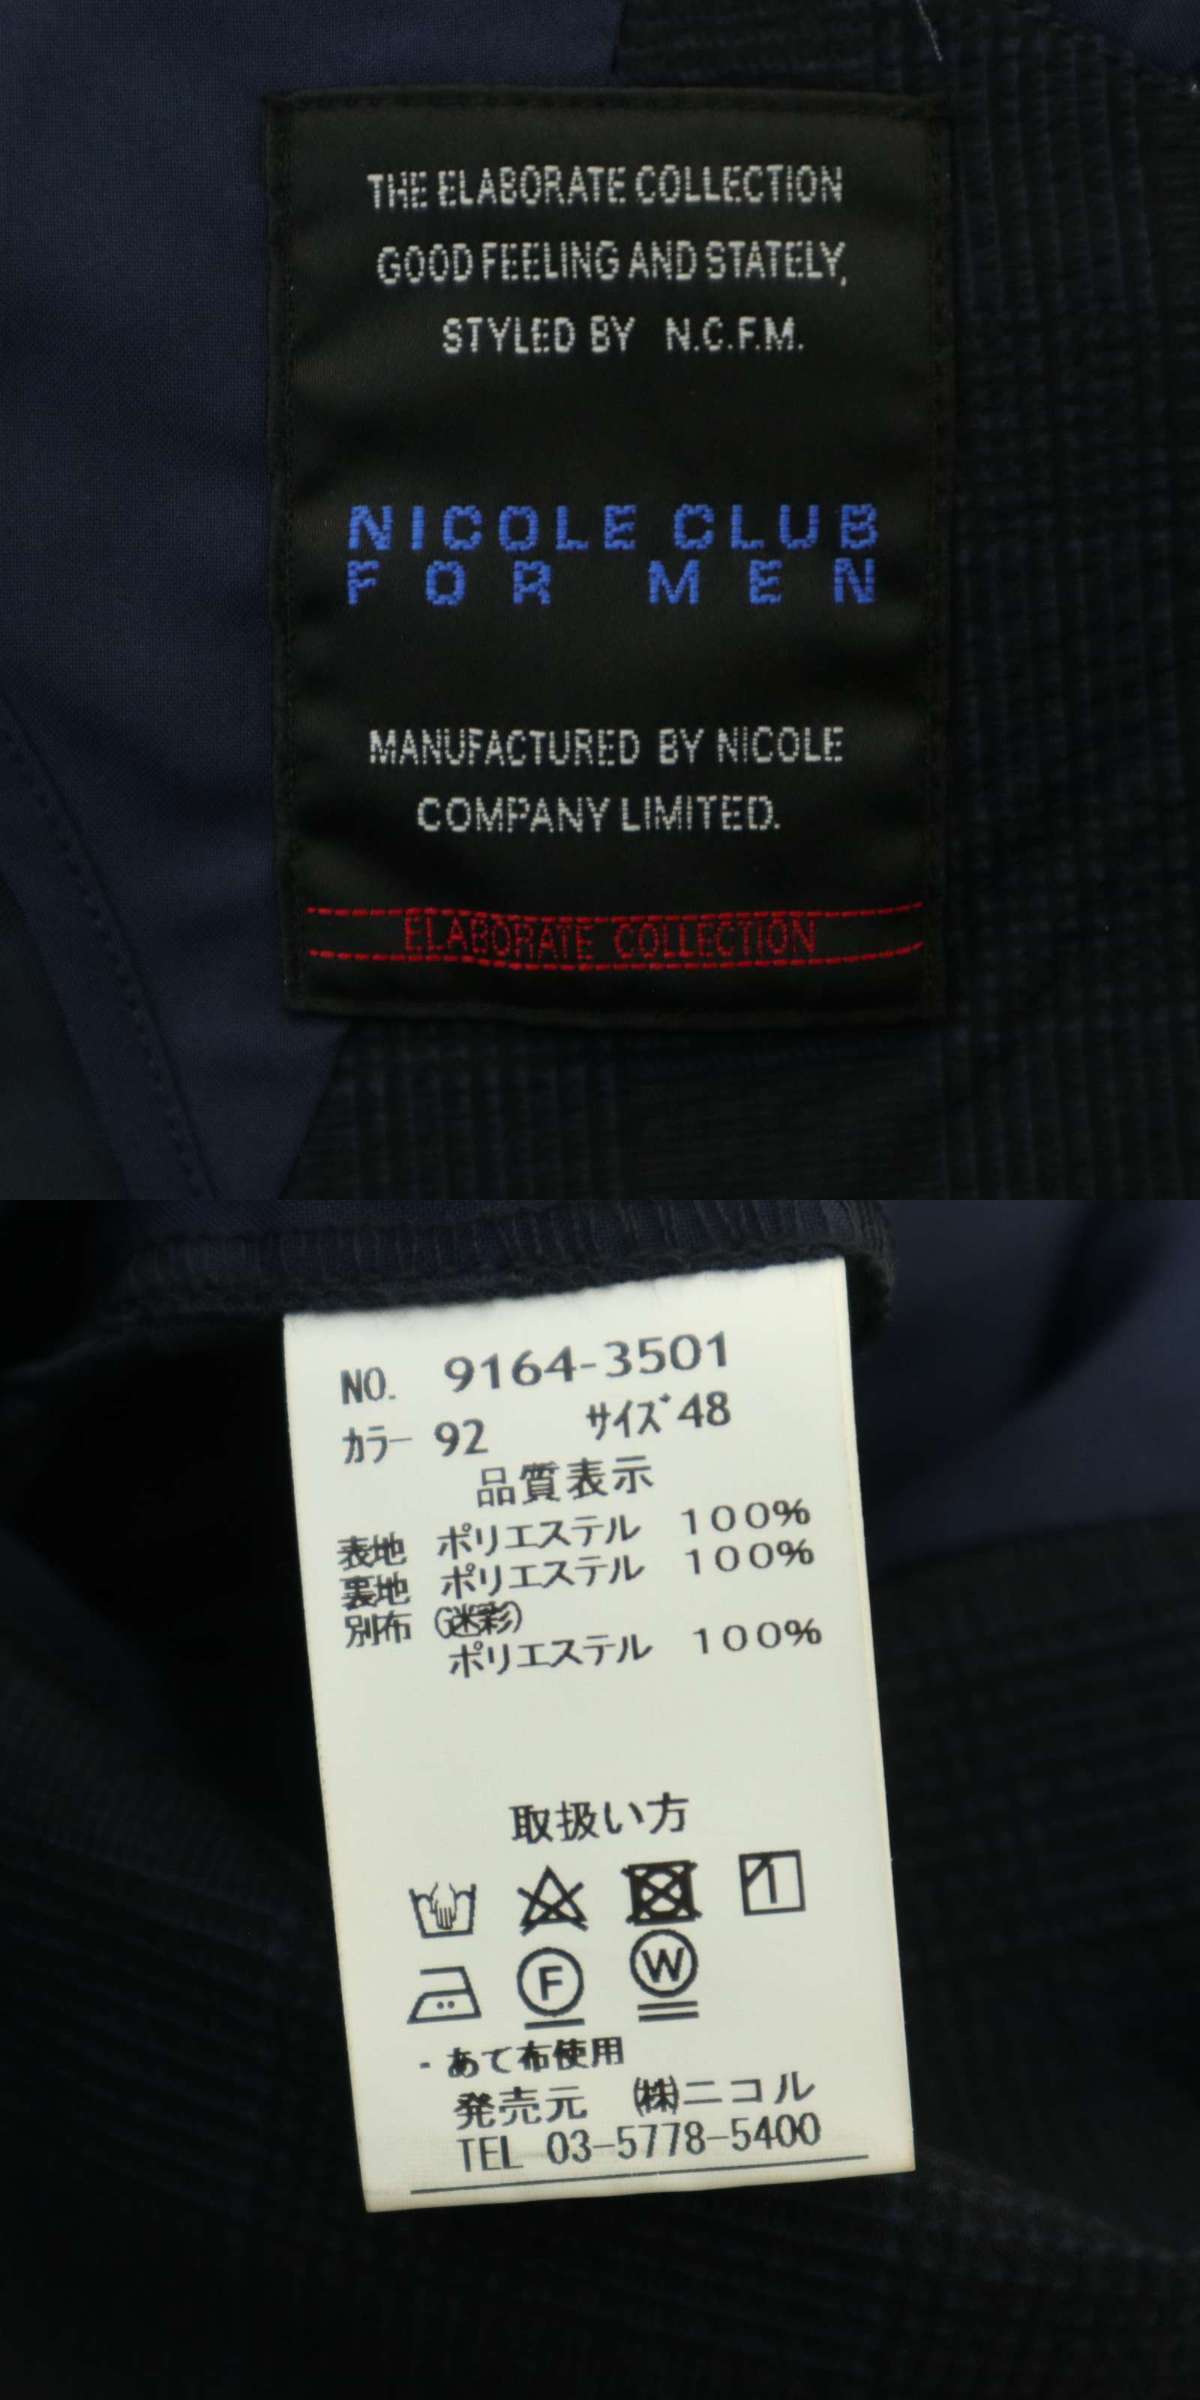 THE ELABORATE COLLECTION
GOOD FEELING AND STATELY,
STYLED BY N.C.F.M.
NICOLE CLUB
FOR MEN
MANUFACTURED BY NICOLE
COMPANY LIMITED.
ELABORATE COLLECTION
NO. 9164-3501
カラー 92 サイズ 48
品質表示
表地 ポリエステル 100%
裏地 ポリエステル 100%
別布 (迷彩)
ポリエステル 100%
取扱い方
F W
・あて布使用
発売元 ㈱ニコル
TEL 03-5778-5400